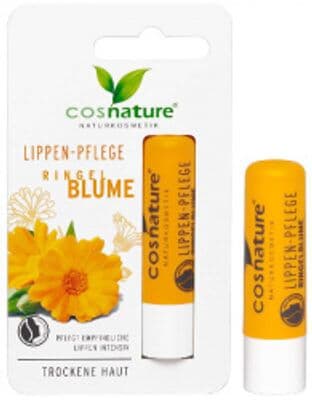 cosnature®
NATURKOSMETIK
LIPPEN-PFLEGE
RINGEL
BLUME
PFLEGT EMPFINDLICHE
LIPPEN INTENSIV
TROCKENE HAUT
cosnature®
NATURKOSMETIK
LIPPEN-PFLEGE
RINGELBLUME
cosnature®
NATURKOSMETIK
LIPPEN-PFLEGE
RINGELBLUME